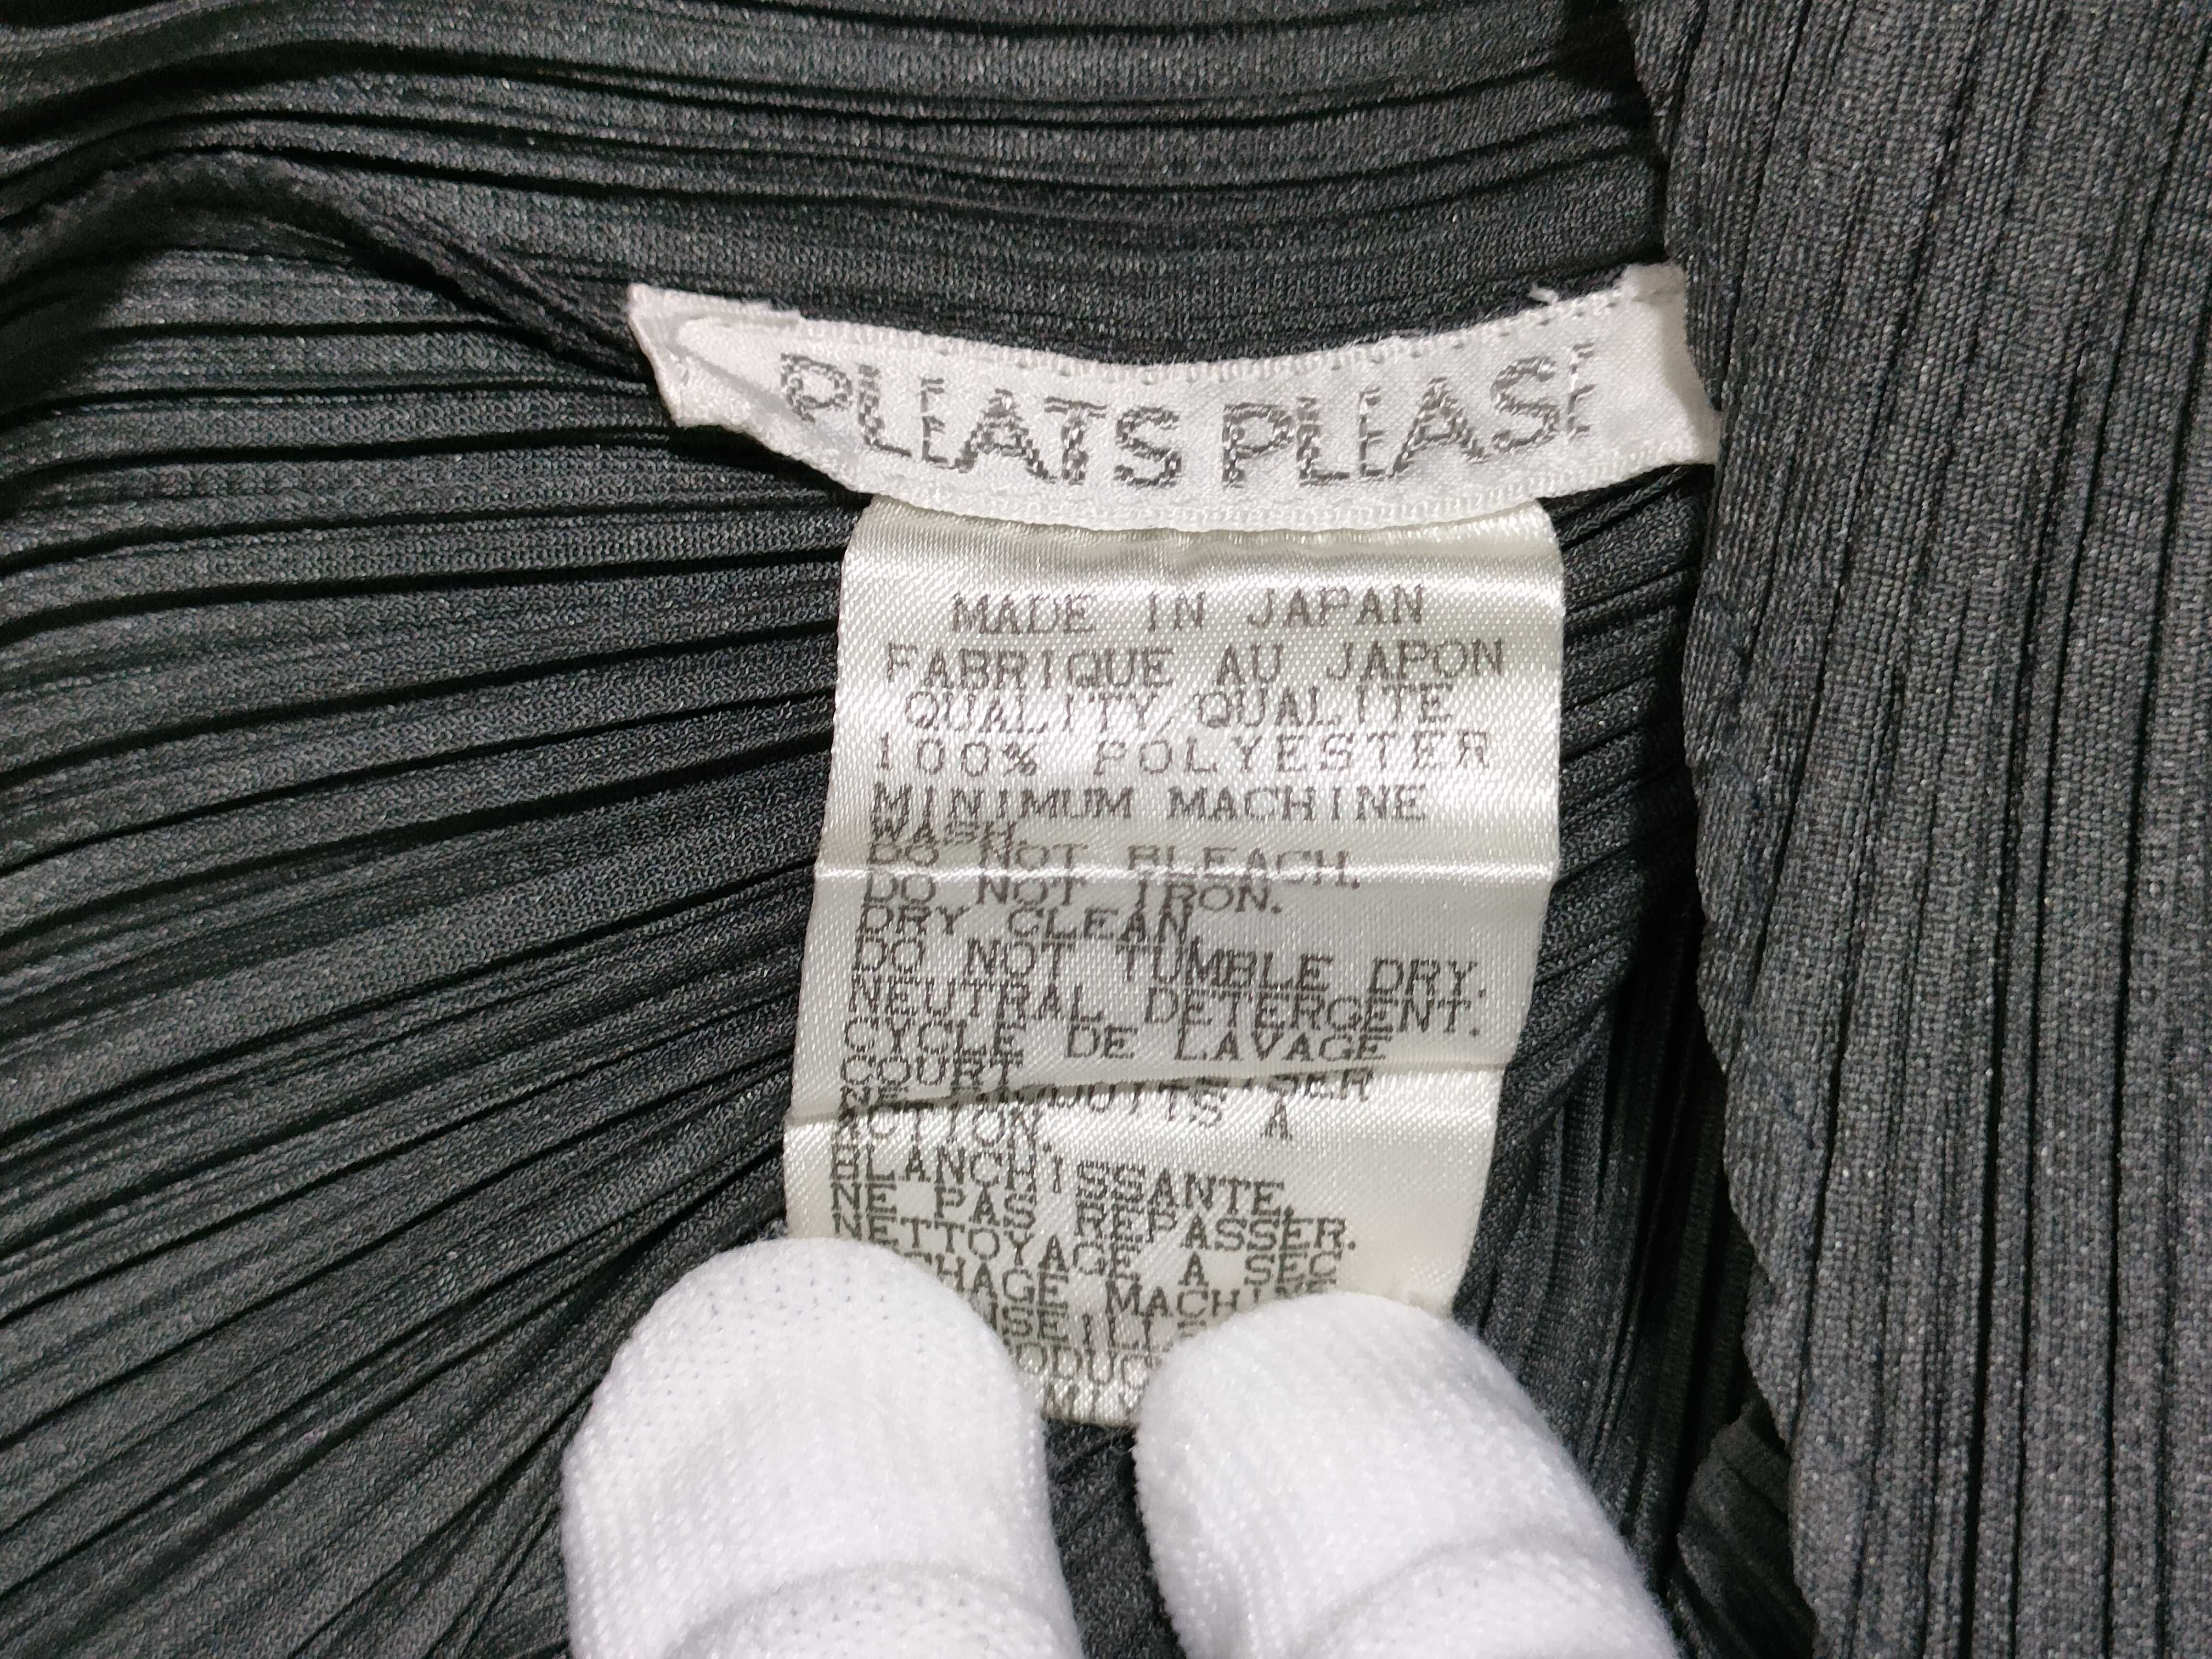 PLEATS PLEASE
MADE IN JAPAN
FABRIQUE AU JAPON
QUALITY/QUALITE
100% POLYESTER
MINIMUM MACHINE
WASH.
DO NOT BLEACH.
DO NOT IRON.
DRY CLEAN
DO NOT TUMBLE DRY.
NEUTRAL DETERGENT.
CYCLE DE LAVAGE
COURT
A
BLANCHISSANTE.
NE PAS REPASSER.
NETTOYAGE A SEC